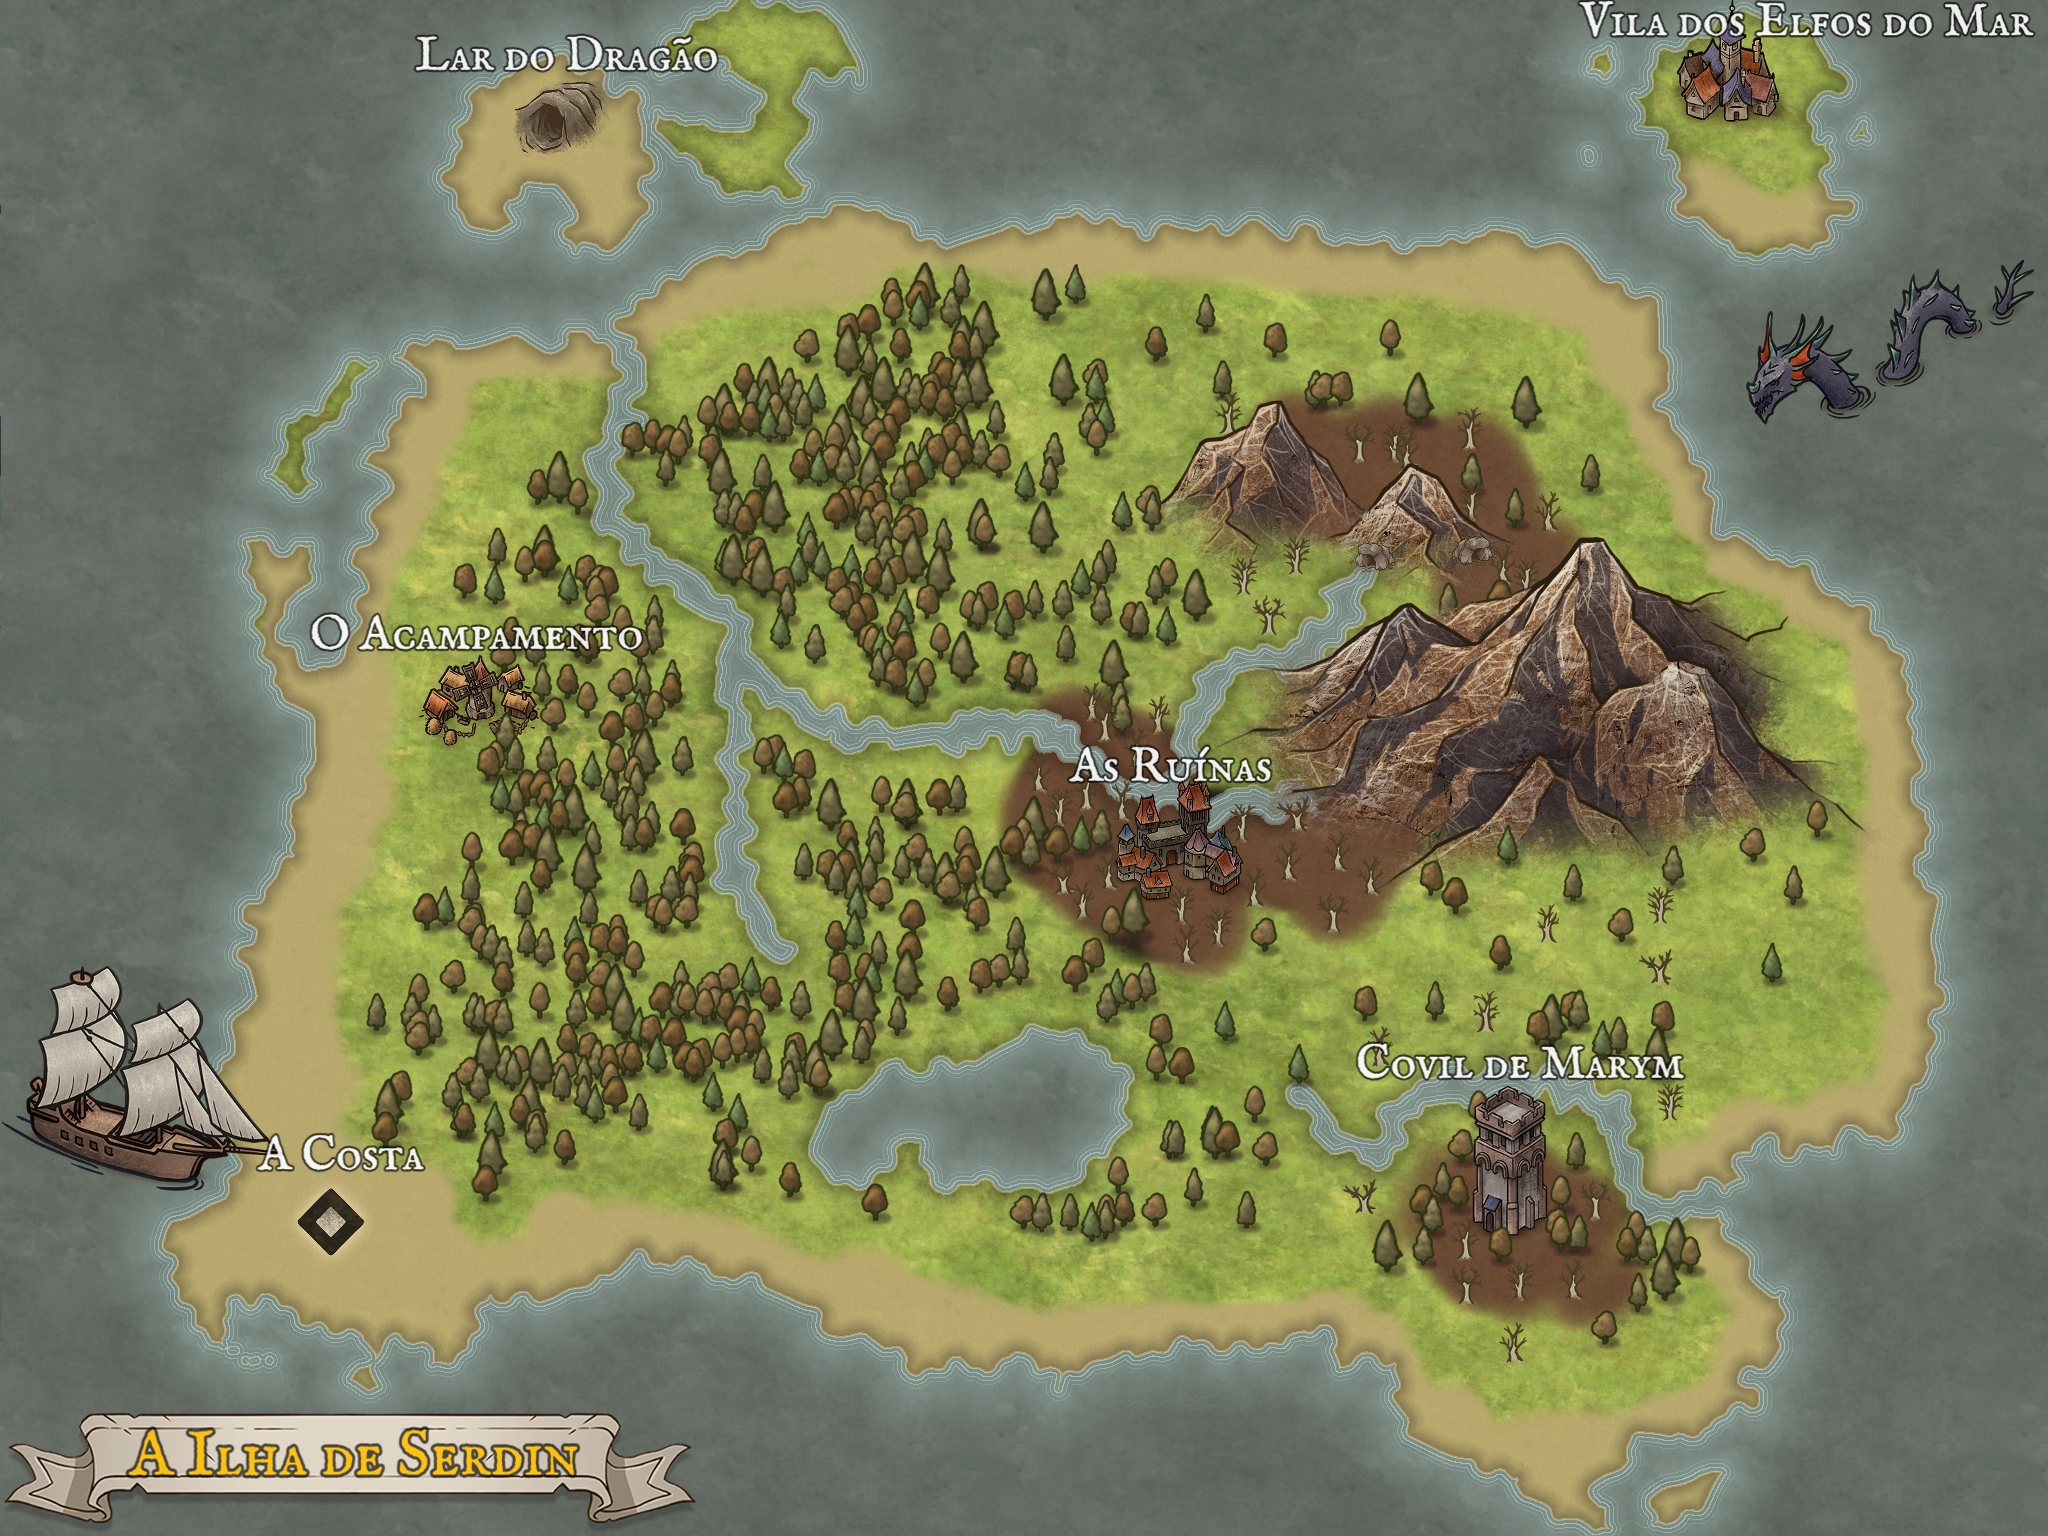 Lar do Dragão
Vila dos Elfos do Mar
O Acampamento
As Ruínas
Covil de Marym
A Costa
A Ilha de Serdin